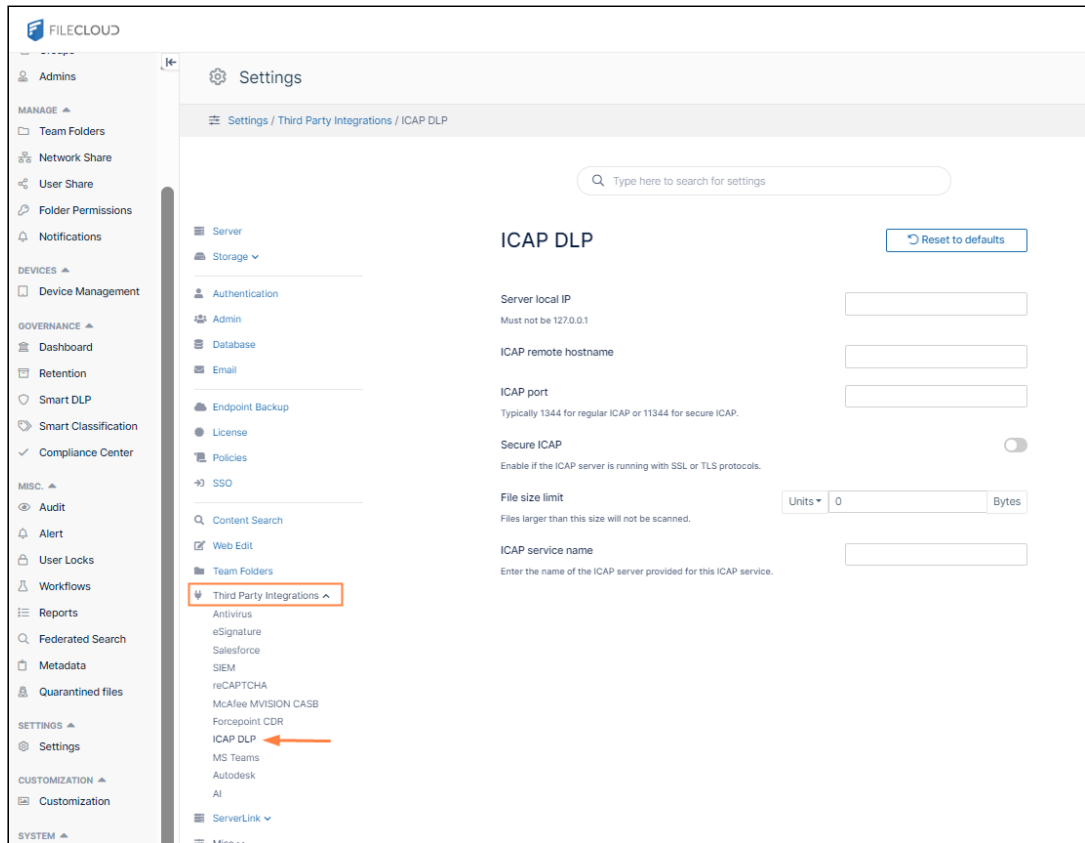 FILECLOUD
Groups
Admins
MANAGE
Team Folders
Network Share
User Share
Folder Permissions
Notifications
DEVICES
Device Management
GOVERNANCE
Dashboard
Retention
Smart DLP
Smart Classification
Compliance Center
MISC.
Audit
Alert
User Locks
Workflows
Reports
Federated Search
Metadata
Quarantined files
SETTINGS
Settings
CUSTOMIZATION
Customization
SYSTEM
Settings
Settings / Third Party Integrations / ICAP DLP
Type here to search for settings
Server
Storage
Authentication
Admin
Database
Email
Endpoint Backup
License
Policies
SSO
Content Search
Web Edit
Team Folders
Third Party Integrations
Antivirus
eSignature
Salesforce
SIEM
reCAPTCHA
McAfee MVISION CASB
Forcepoint CDR
ICAP DLP
MS Teams
Autodesk
AI
ServerLink
Misc
ICAP DLP
Reset to defaults
Server local IP
Must not be 127.0.0.1
ICAP remote hostname
ICAP port
Typically 1344 for regular ICAP or 11344 for secure ICAP.
Secure ICAP
Enable if the ICAP server is running with SSL or TLS protocols.
File size limit
Units 0 Bytes
Files larger than this size will not be scanned.
ICAP service name
Enter the name of the ICAP server provided for this ICAP service.